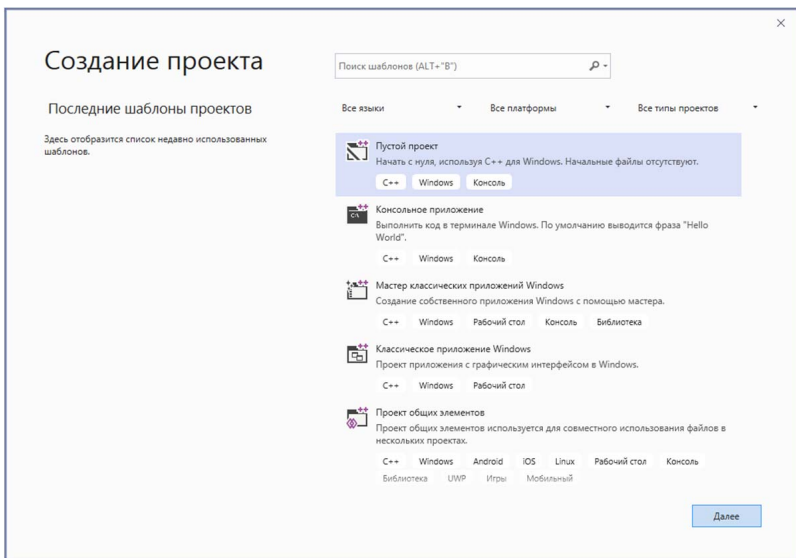 Создание проекта
Поиск шаблонов (ALT+"B")
Последние шаблоны проектов
Все языки
Все платформы
Все типы проектов
Здесь отобразится список недавно использованных
шаблонов.
Пустой проект
Начать с нуля, используя C++ для Windows. Начальные файлы отсутствуют.
C++ Windows Консоль
Консольное приложение
Выполнить код в терминале Windows. По умолчанию выводится фраза "Hello
World".
C++ Windows Консоль
Мастер классических приложений Windows
Создание собственного приложения Windows с помощью мастера.
C++ Windows Рабочий стол Консоль Библиотека
Классическое приложение Windows
Проект приложения с графическим интерфейсом в Windows.
C++ Windows Рабочий стол
Проект общих элементов
Проект общих элементов используется для совместного использования файлов в
нескольких проектах.
C++ Windows Android iOS Linux Рабочий стол Консоль
Библиотека UWP Игры Мобильный
Далее